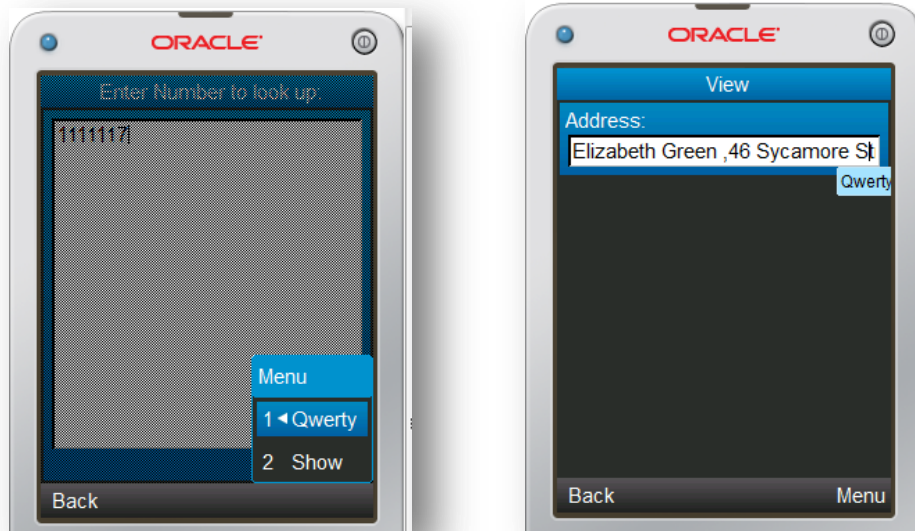 ORACLE
Enter Number to look up:
1111117
Menu
1 Qwerty
2 Show
Back
ORACLE
View
Address:
Elizabeth Green ,46 Sycamore St
Qwerty
Back
Menu